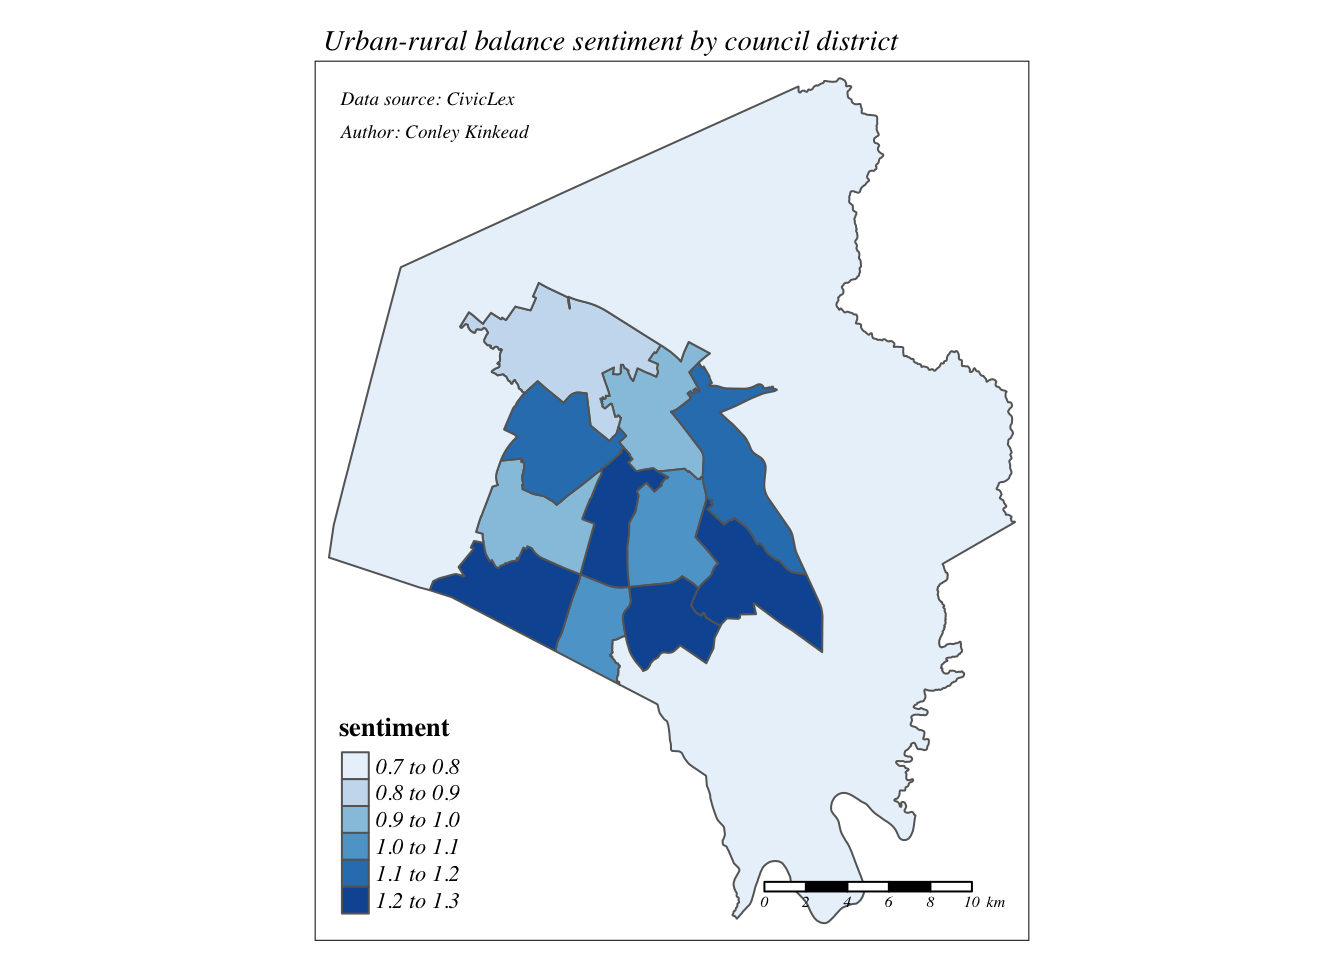 Urban-rural balance sentiment by council district
Data source: CivicLex
Author: Conley Kinkead
sentiment
0.7 to 0.8
0.8 to 0.9
0.9 to 1.0
1.0 to 1.1
1.1 to 1.2
1.2 to 1.3
0 2 4 6 8 10 km